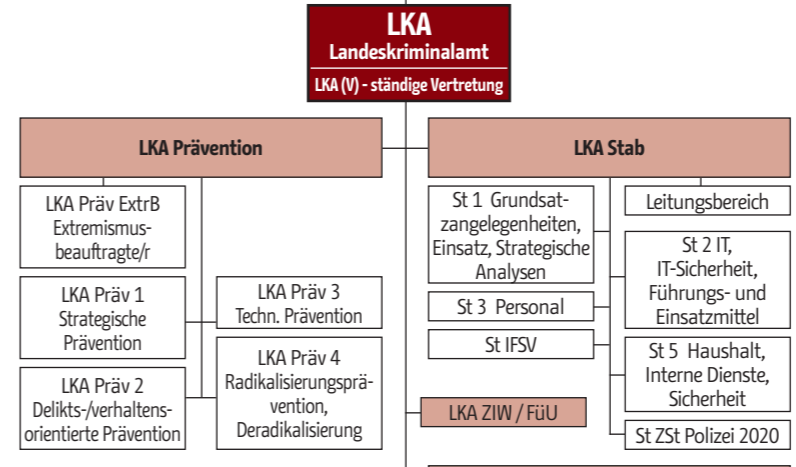 LKA
Landeskriminalamt
LKA (V) - ständige Vertretung
LKA Prävention
LKA Präv ExtrB
Extremismus-
beauftragte/r
LKA Präv 1
Strategische
Prävention
LKA Präv 2
Delikts-/verhaltens-
orientierte Prävention
LKA Präv 3
Techn. Prävention
LKA Präv 4
Radikalisierungsprä-
vention,
Deradikalisierung
LKA Stab
St 1 Grundsat-
zangelegenheiten,
Einsatz, Strategische
Analysen
St 3 Personal
St IFSV
Leitungsbereich
St 2 IT,
IT-Sicherheit,
Führungs- und
Einsatzmittel
St 5 Haushalt,
Interne Dienste,
Sicherheit
St ZSt Polizei 2020
LKA ZIW / FüU